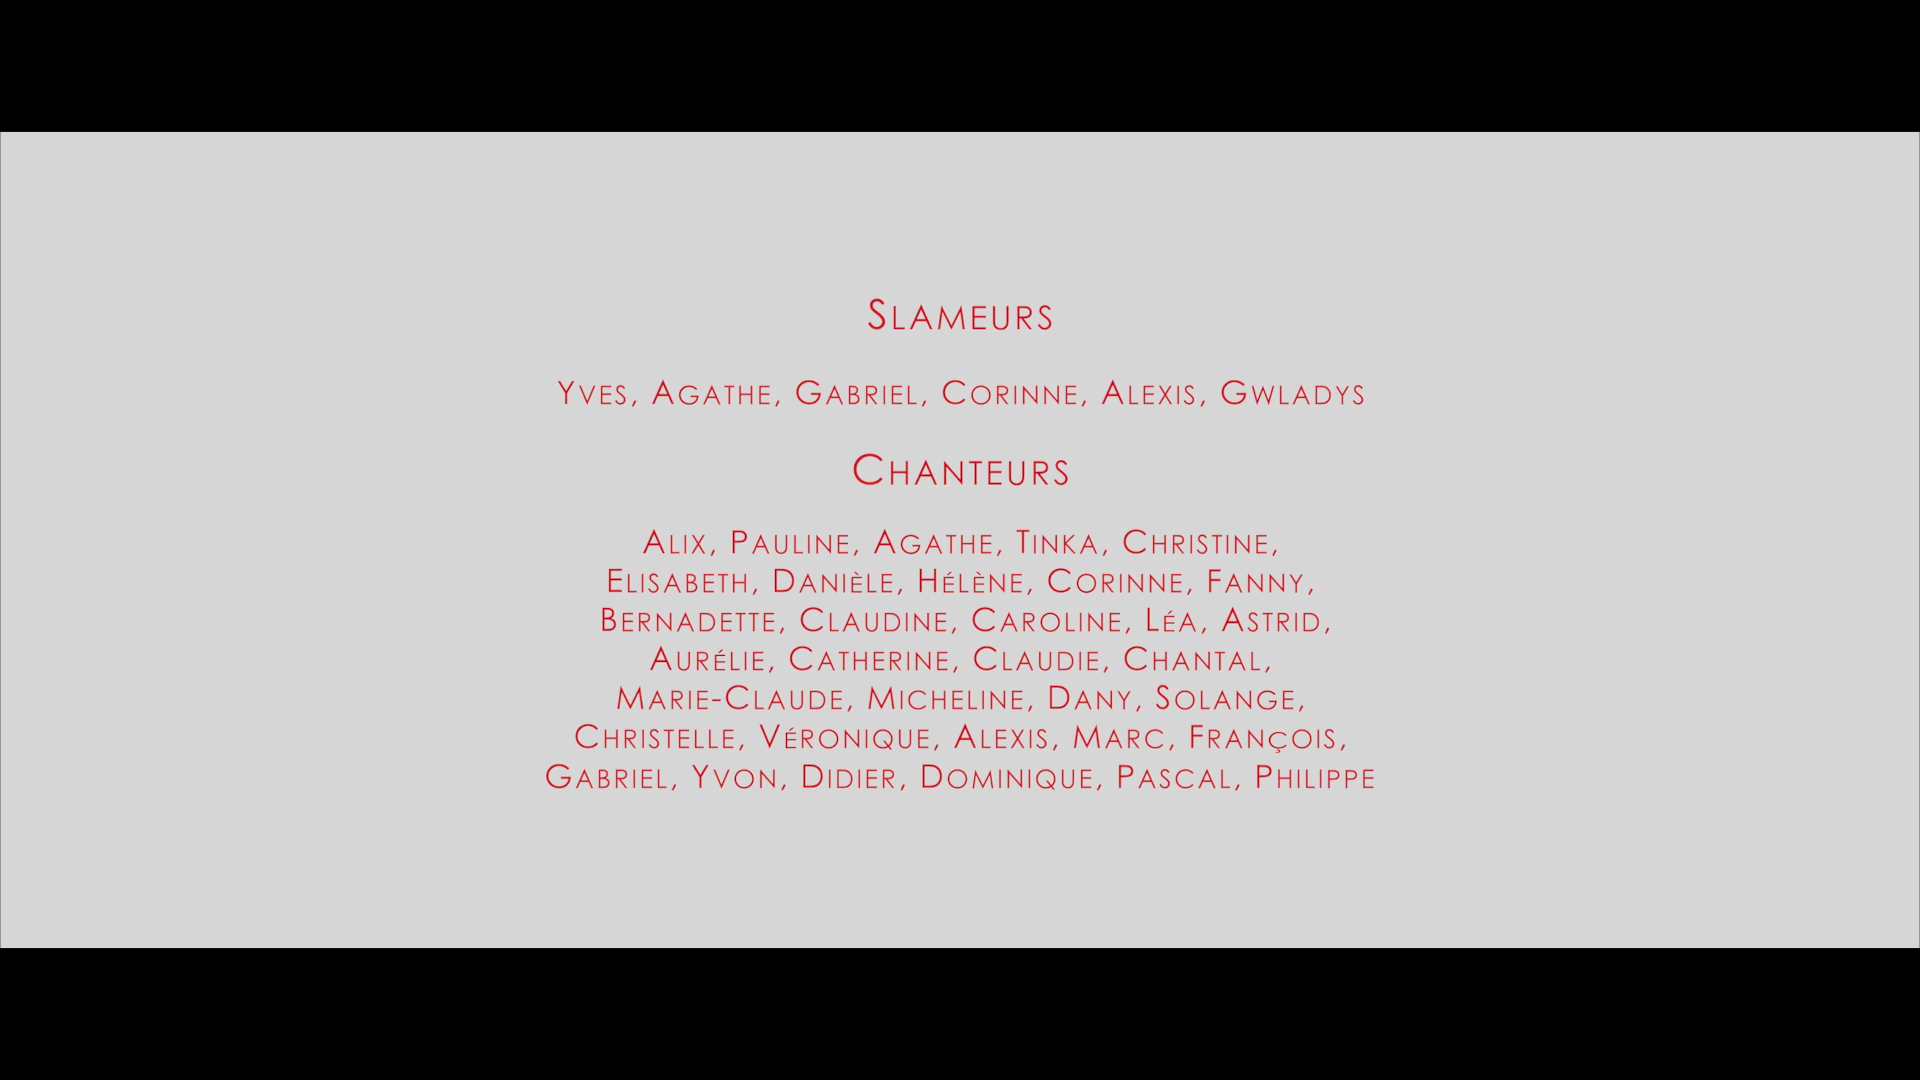 Slameurs
Yves, Agathe, Gabriel, Corinne, Alexis, Gwladys
Chanteurs
Alix, Pauline, Agathe, Tinka, Christine,
Elisabeth, Danièle, Hélène, Corinne, Fanny,
Bernadette, Claudine, Caroline, Léa, Astrid,
Aurélie, Catherine, Claudie, Chantal,
Marie-Claude, Micheline, Dany, Solange,
Christelle, Véronique, Alexis, Marc, François,
Gabriel, Yvon, Didier, Dominique, Pascal, Philippe